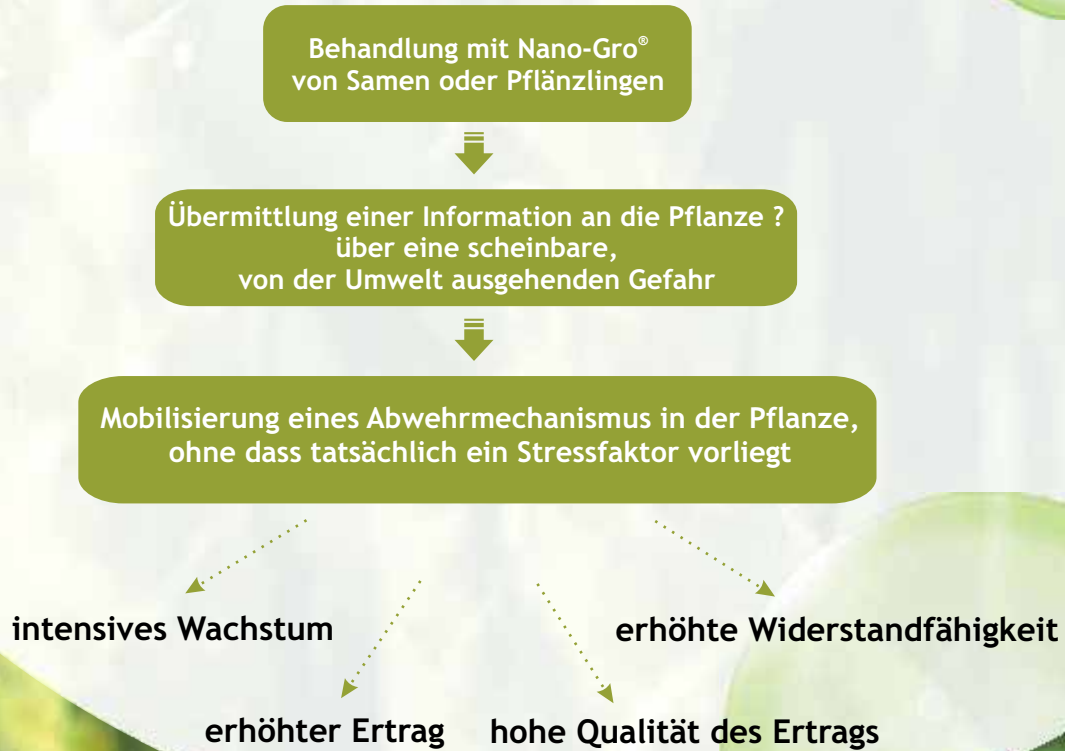 Behandlung mit Nano-Gro®
von Samen oder Pflänzlingen
Übermittlung einer Information an die Pflanze ?
über eine scheinbare,
von der Umwelt ausgehenden Gefahr
Mobilisierung eines Abwehrmechanismus in der Pflanze,
ohne dass tatsächlich ein Stressfaktor vorliegt
intensives Wachstum
erhöhte Widerstandfähigkeit
erhöhter Ertrag
hohe Qualität des Ertrags